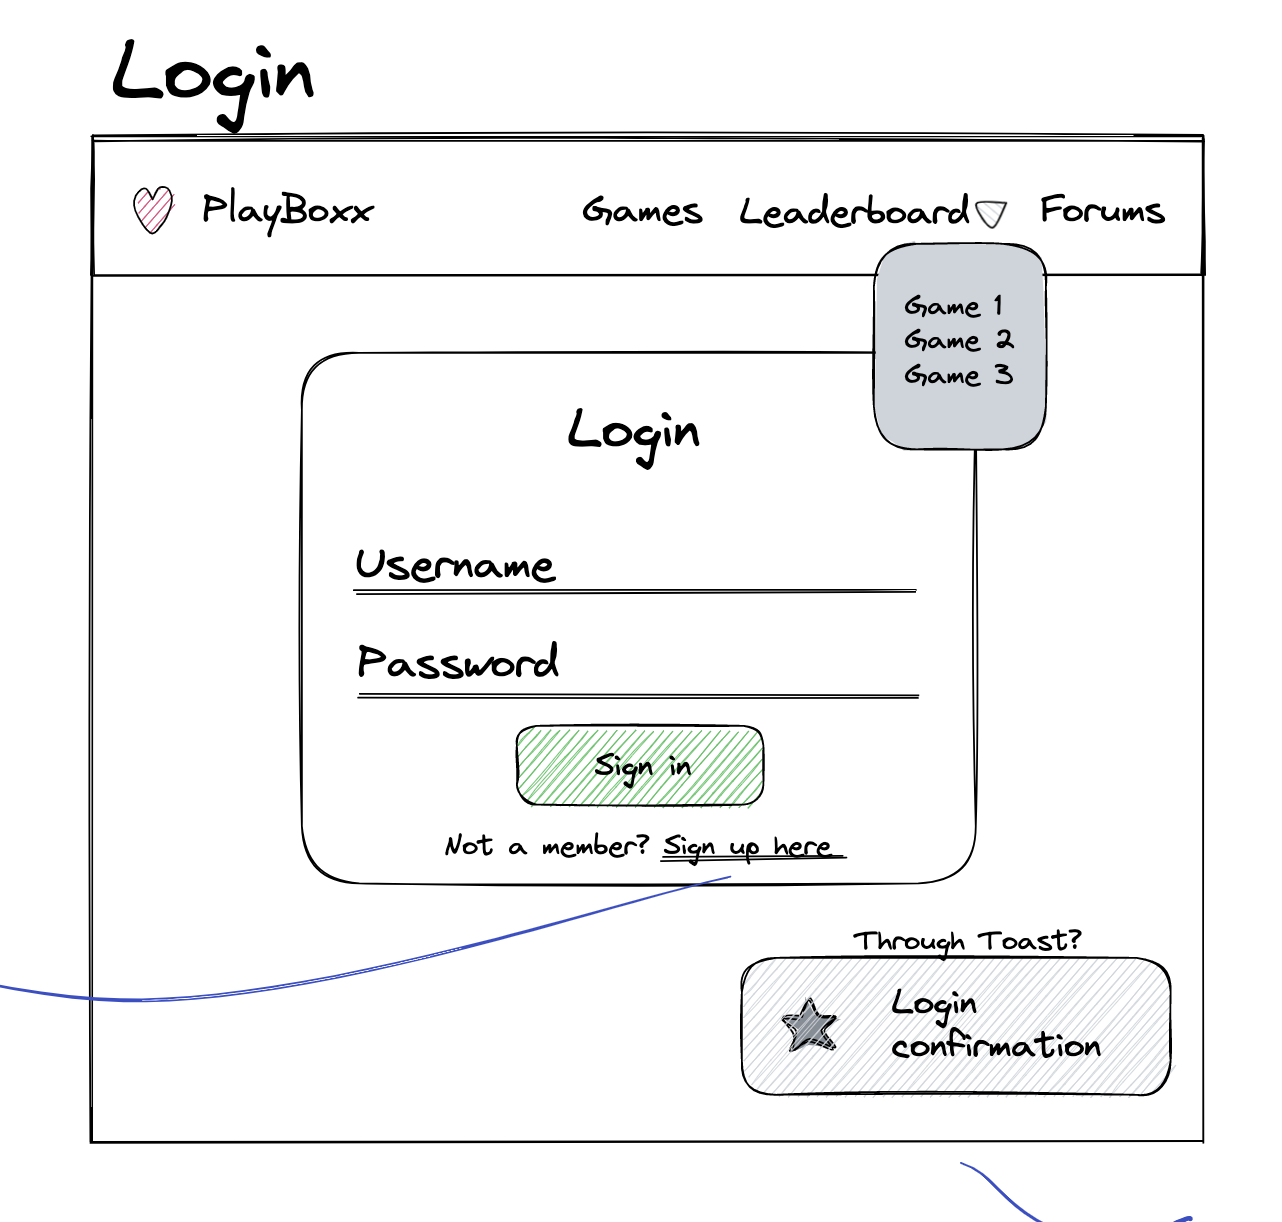 Login
PlayBoxx
Games
Leaderboard
Forums
Game 1
Game 2
Game 3
Login
Username
Password
Sign in
Not a member? Sign up here
Through Toast?
Login
confirmation